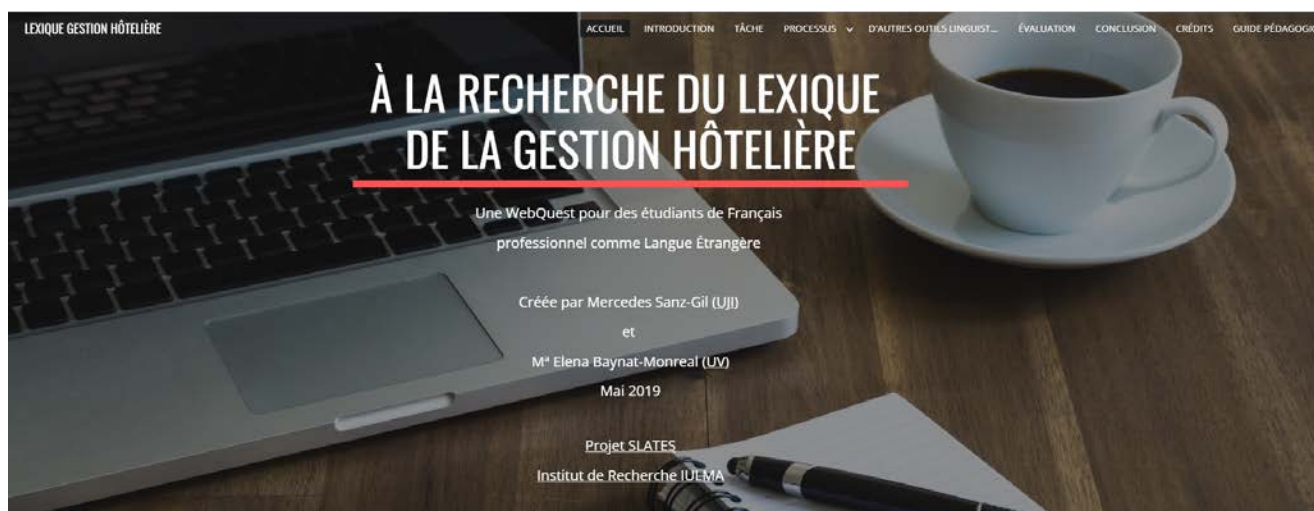 LEXIQUE GESTION HÔTELIÈRE
ACCUEIL INTRODUCTION TÂCHE PROCESSUS D'AUTRES OUTILS LINGUIST... ÉVALUATION CONCLUSION CRÉDITS GUIDE PÉDAGOGI
À LA RECHERCHE DU LEXIQUE
DE LA GESTION HÔTELIÈRE
Une WebQuest pour des étudiants de Français
professionnel comme Langue Étrangère
Créée par Mercedes Sanz-Gil (UJI)
et
Mª Elena Baynat-Monreal (UV)
Mai 2019
Projet SLATES
Institut de Recherche IULMA